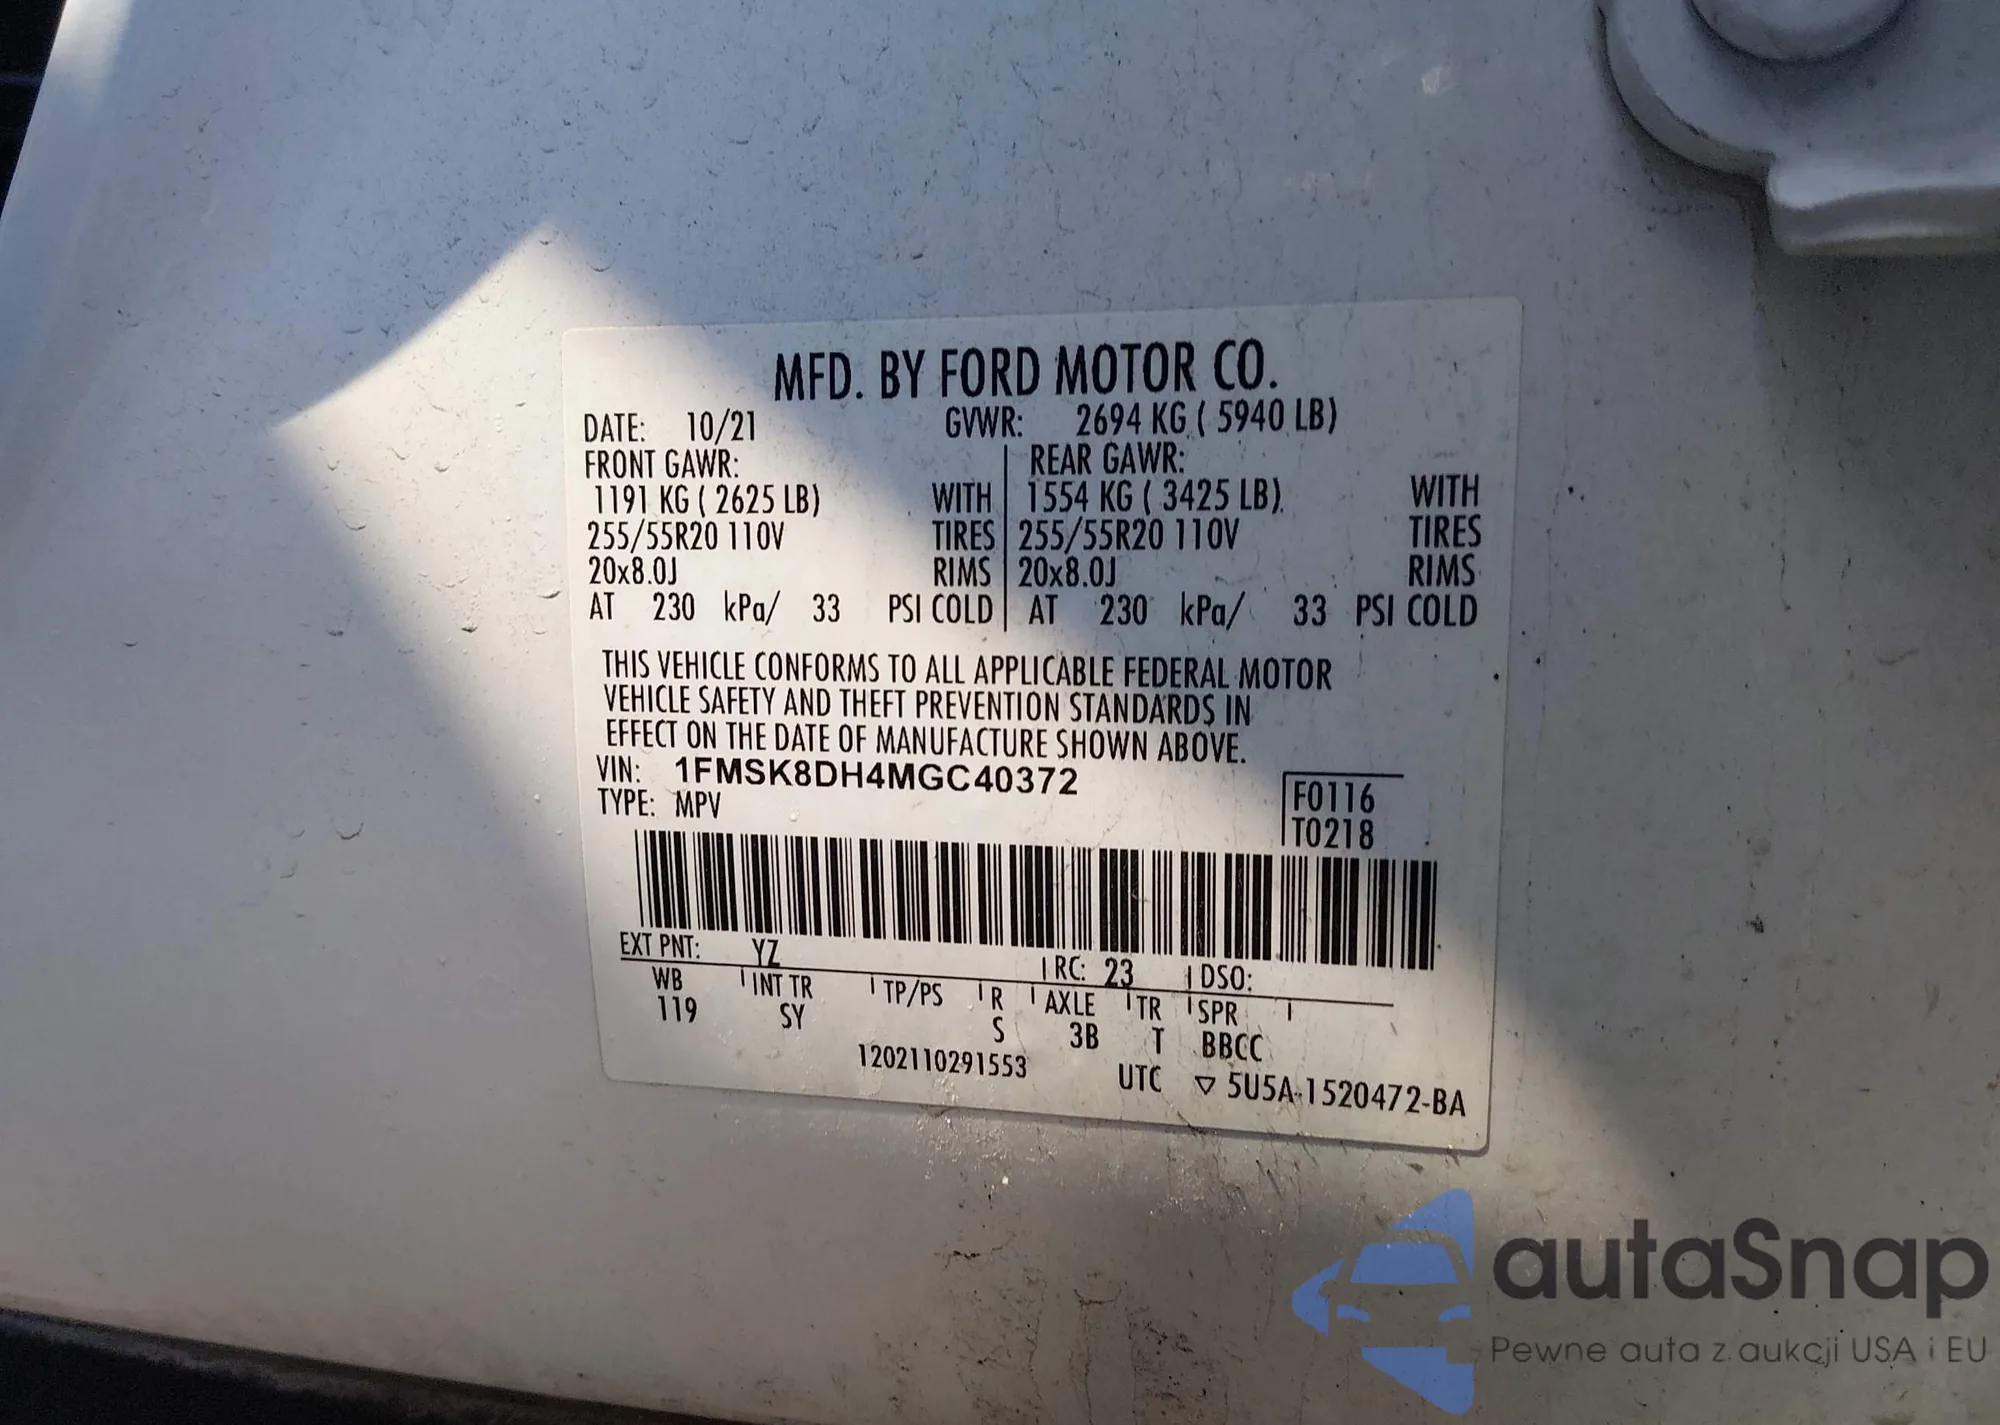 MFD. BY FORD MOTOR CO.
DATE: 10/21 GVWR: 2694 KG ( 5940 LB)
FRONT GAWR: REAR GAWR:
1191 KG ( 2625 LB) WITH 1554 KG ( 3425 LB) WITH
255/55R20 110V TIRES 255/55R20 110V TIRES
20x8.0J RIMS 20x8.0J RIMS
AT 230 kPa/ 33 PSI COLD AT 230 kPa/ 33 PSI COLD
THIS VEHICLE CONFORMS TO ALL APPLICABLE FEDERAL MOTOR
VEHICLE SAFETY AND THEFT PREVENTION STANDARDS IN
EFFECT ON THE DATE OF MANUFACTURE SHOWN ABOVE.
VIN: 1FMSK8DH4MGC40372
TYPE: MPV
F0116
T0218
EXT PNT: YZ RC: 23 DSO:
WB INT TR TP/PS R AXLE TR SPR
119 SY S 3B T BBCC
1202110291553 UTC ▽ 5U5A-1520472-BA
autaSnap
Pewne auta z aukcji USA i EU